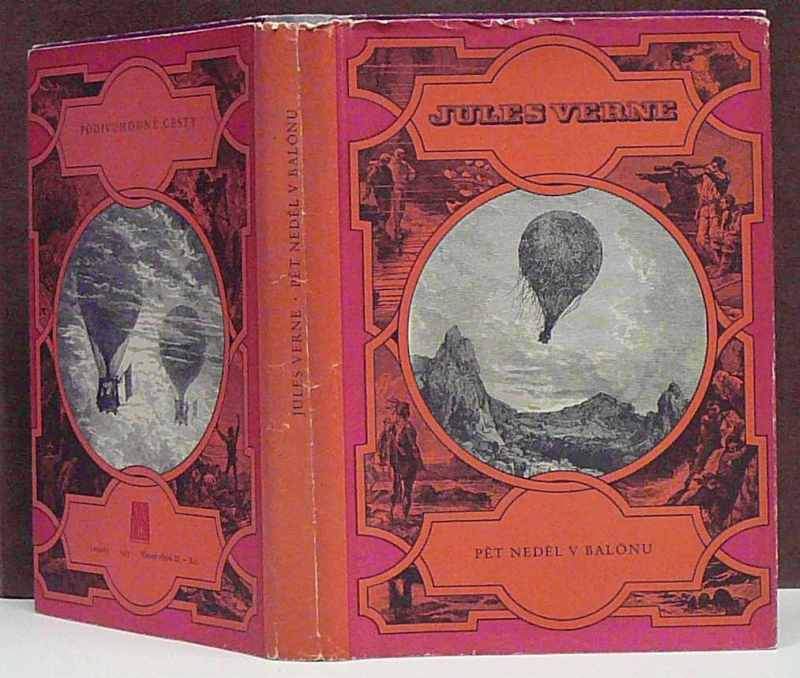 JULES VERNE
PĚT NEDĚL V BALÓNU
JULES VERNE · PĚT NEDĚL V BALÓNU
PODIVUHODNÉ CESTY